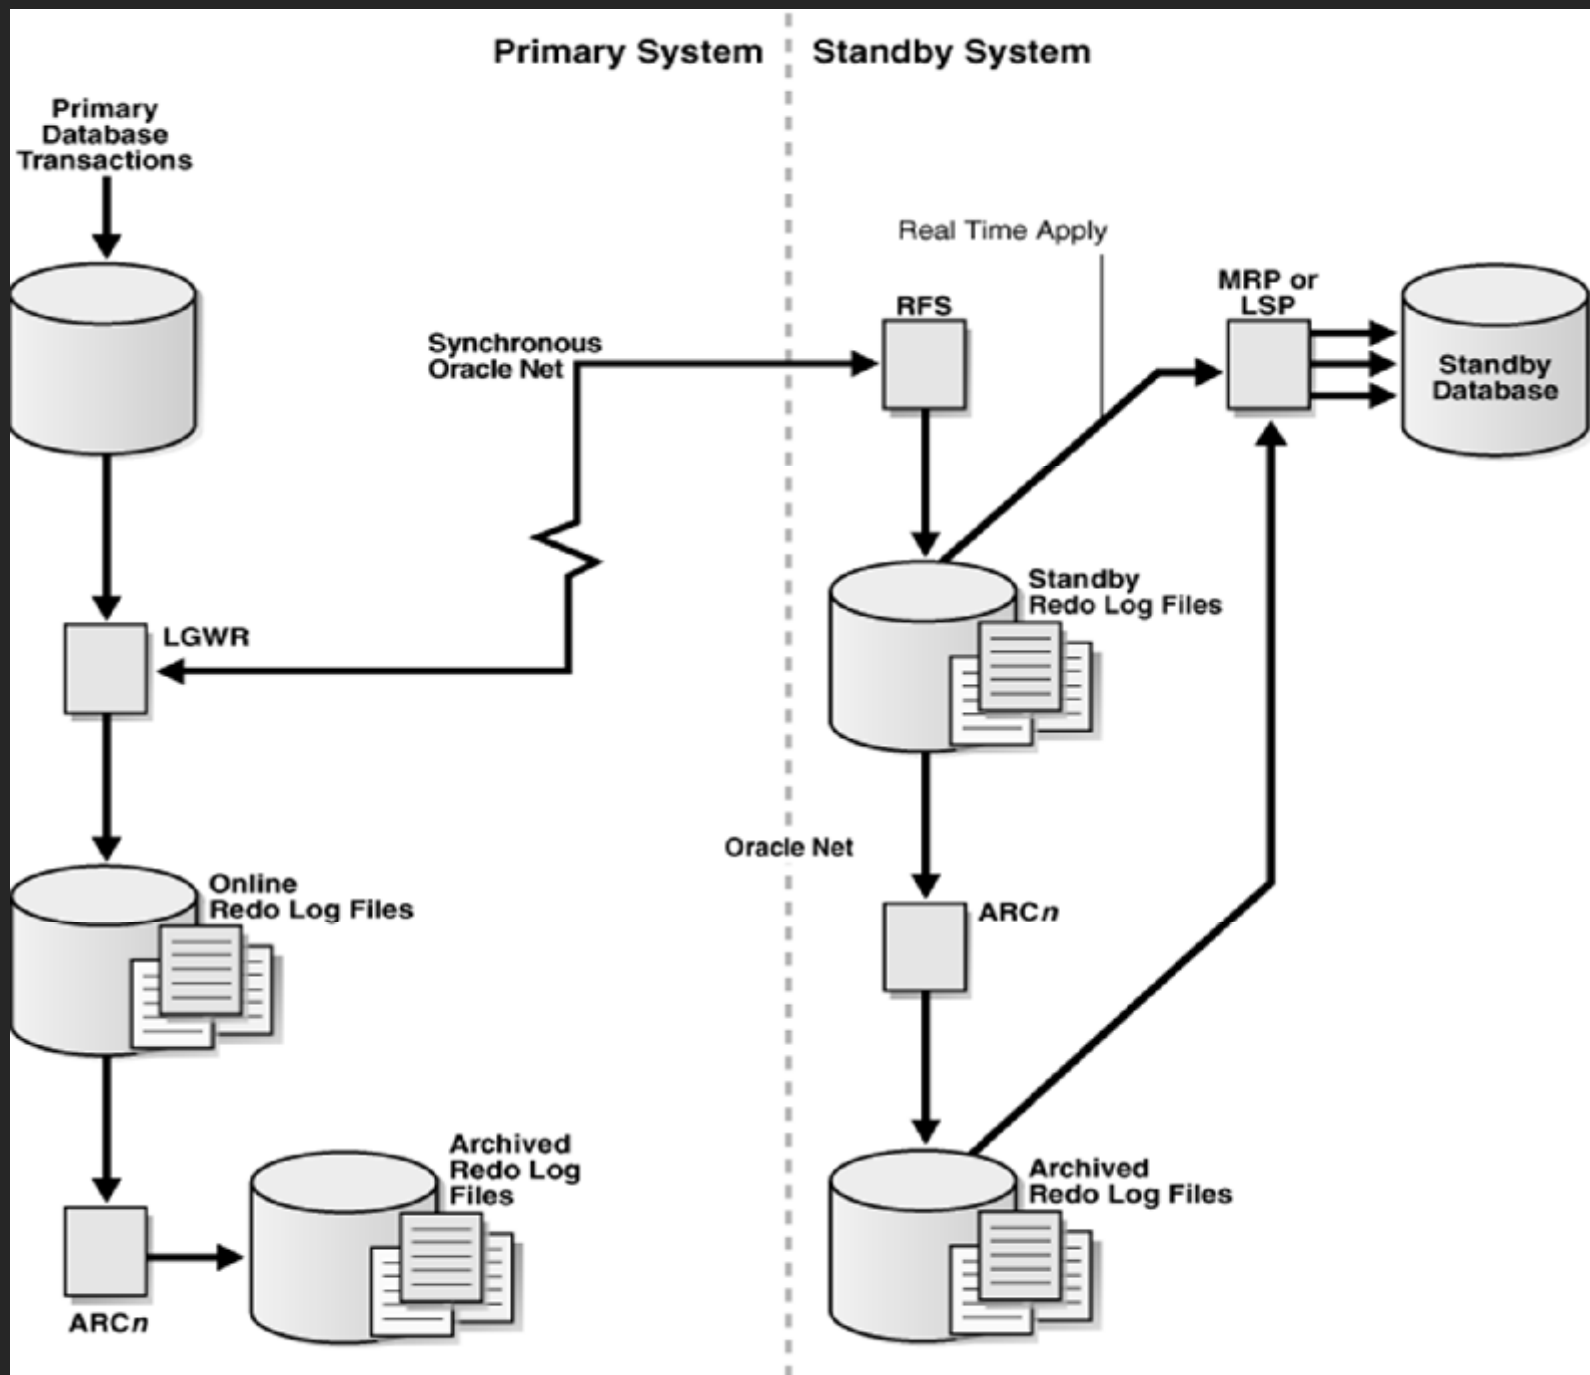 Primary System
Standby System
Primary
Database
Transactions
Real Time Apply
RFS
MRP or
LSP
Synchronous
Oracle Net
Standby
Database
LGWR
Standby
Redo Log Files
Oracle Net
Online
Redo Log Files
ARCn
Archived
Redo Log
Files
Archived
Redo Log Files
ARCn